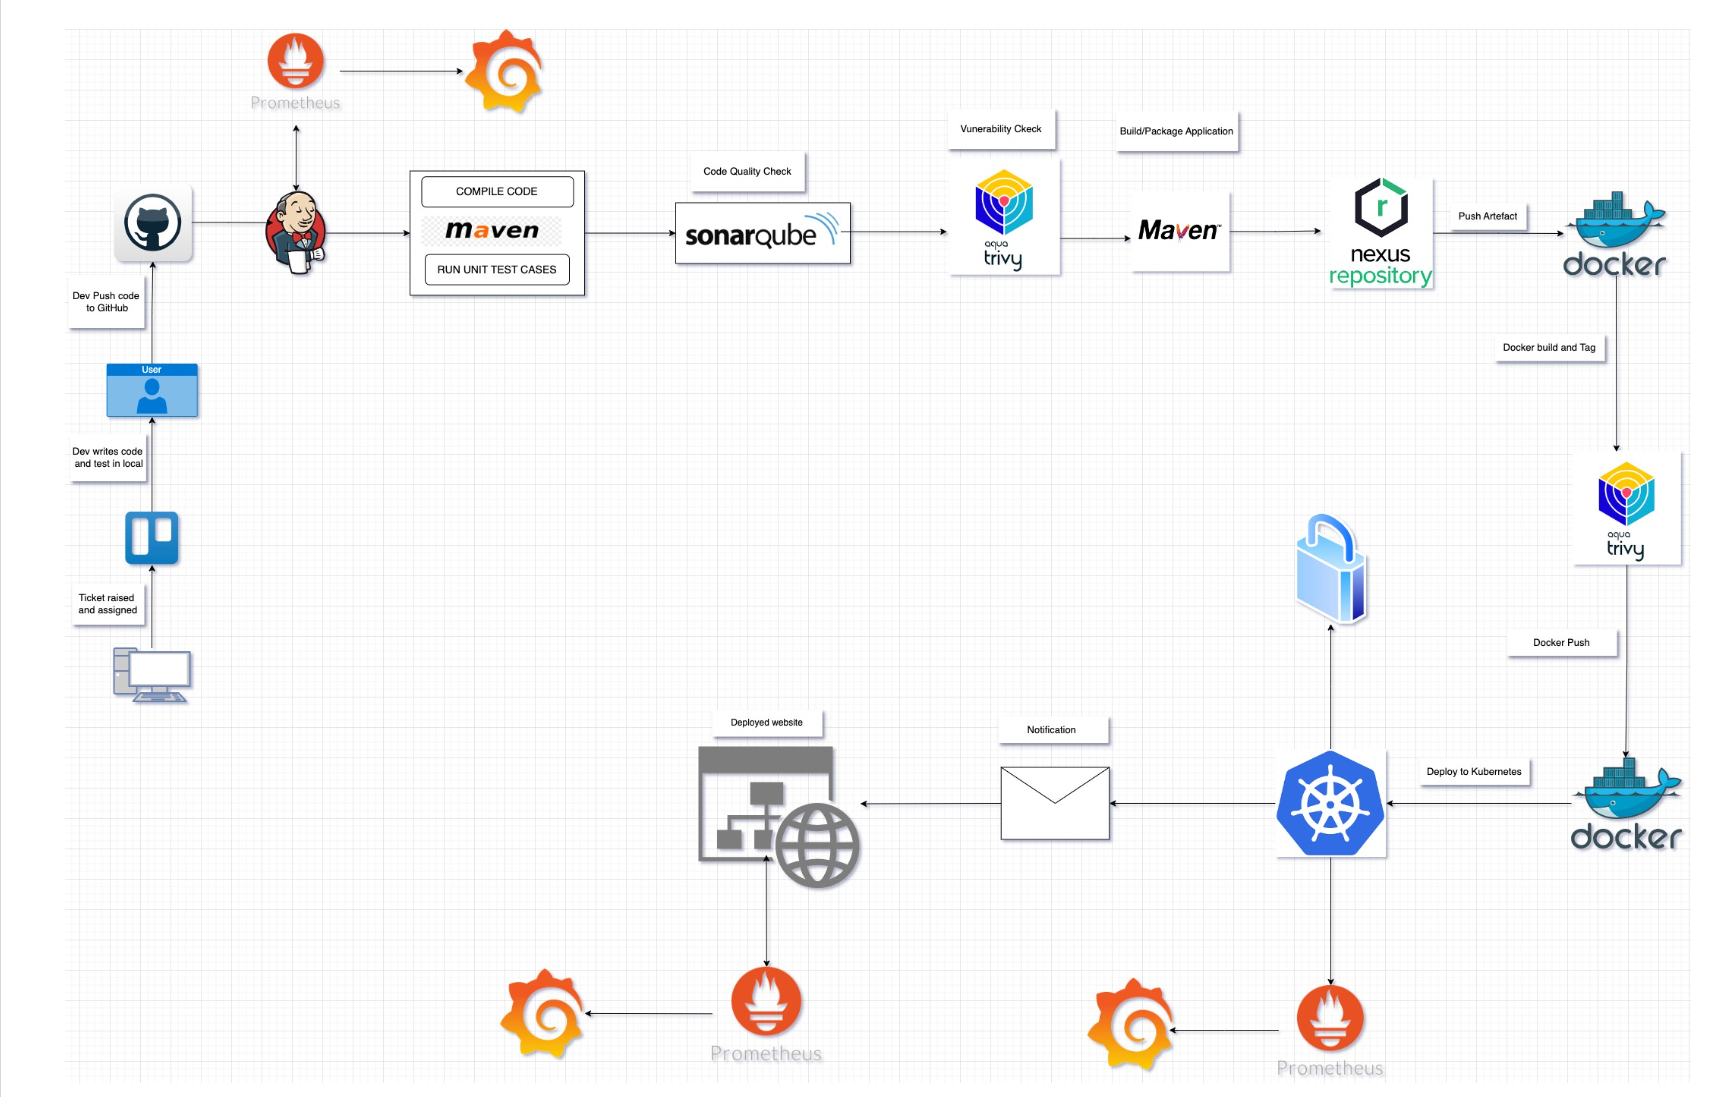 Prometheus
Vunerability Ckeck
Build/Package Application
Code Quality Check
COMPILE CODE
maven
RUN UNIT TEST CASES
sonarqube
aqua
trivy
Maven™
nexus
repository
Push Artefact
docker
Dev Push code
to GitHub
Docker build and Tag
User
Dev writes code
and test in local
aqua
trivy
Ticket raised
and assigned
Docker Push
Deployed website
Notification
Deploy to Kubernetes
docker
Prometheus
Prometheus